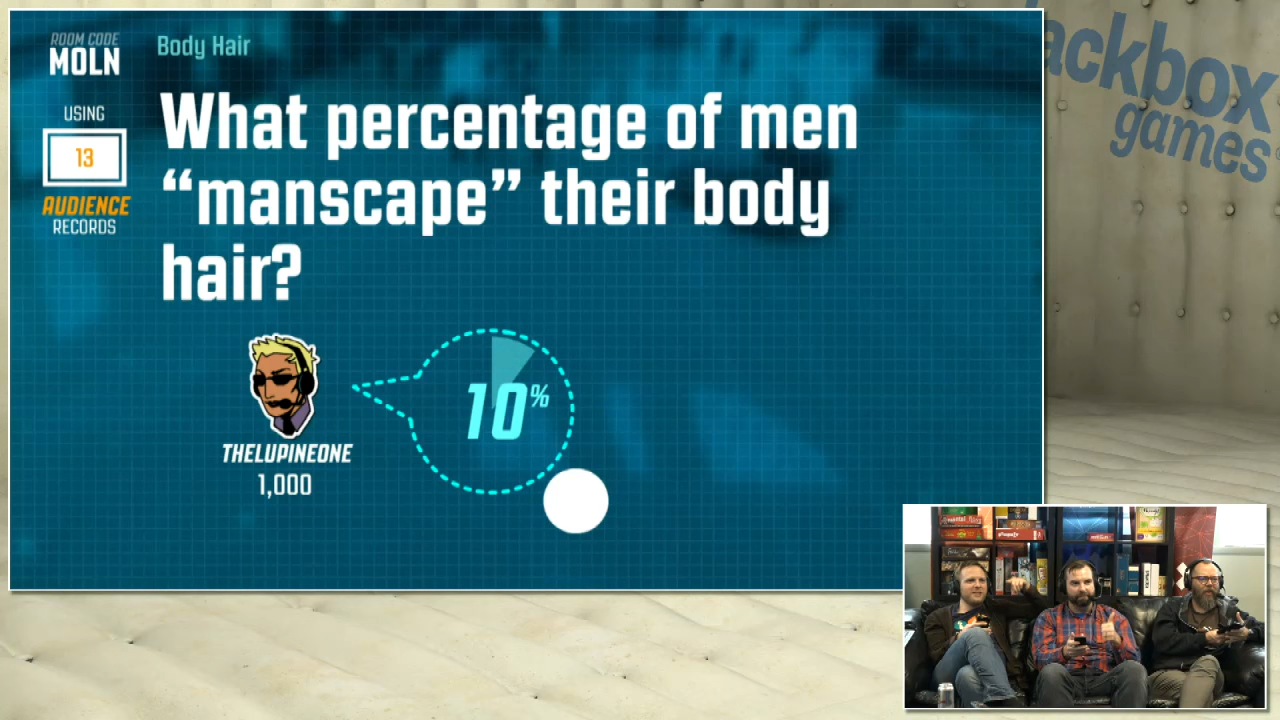 ROOM CODE
MOLN
Body Hair
What percentage of men
“manscape” their body
hair?
USING
13
AUDIENCE
RECORDS
10%
THELUPINEONE
1,000
ackbox
games